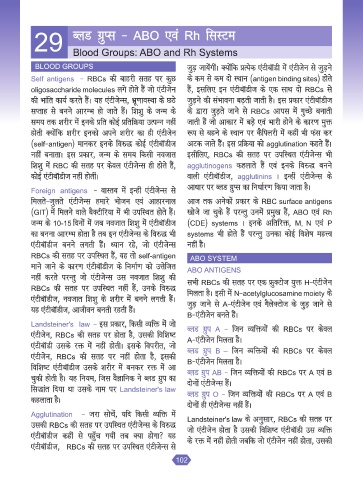 29
ब्लड ग्रुप्स - ABO एवं Rh सिस्टम
Blood Groups: ABO and Rh Systems
BLOOD GROUPS
Self antigens - RBCs की बाहरी सतह पर कुछ
oligosaccharide molecules लगे होते हैं जो एंटीजेन
की भांति कार्य करते हैं। यह एंटीजेन्स, भ्रूणावस्था के छठे
सप्ताह से बनने आरम्भ हो जाते हैं। शिशु के जन्म के
समय तक शरीर में इनके प्रति कोई प्रतिक्रिया उत्पन्न नहीं
होती क्योंकि शरीर इनको अपने शरीर का ही एंटीजेन
(self-antigen) मानकर इनके विरुद्ध कोई एंटीबॉडीज
नहीं बनाता। इस प्रकार, जन्म के समय किसी नवजात
शिशु में RBC की सतह पर केवल एंटीजेन्स ही होते हैं,
कोई एंटीबॉडीज नहीं होतीं।
Foreign antigens - वास्तव में इन्हीं एंटीजेन्स से
मिलते-जुलते एंटीजेन्स हमारे भोजन एवं आहारनाल
(GIT) में मिलने वाले बैक्टीरिया में भी उपस्थित होते हैं।
जन्म के 10-15 दिनों में जब नवजात शिशु में एंटीबॉडीज
का बनना आरम्भ होता है तब इन एंटीजेन्स के विरुद्ध भी
एंटीबॉडीज बनने लगती हैं। ध्यान रहे, जो एंटीजेन्स
RBCs की सतह पर उपस्थित हैं, वह तो self-antigen
माने जाने के कारण एंटीबॉडीज के निर्माण को उत्तेजित
नहीं करते परन्तु जो एंटीजेन्स उस नवजात शिशु की
RBCs की सतह पर उपस्थित नहीं हैं, उनके विरुद्ध
एंटीबॉडीज, नवजात शिशु के शरीर में बनने लगती हैं।
यह एंटीबॉडीज, आजीवन बनती रहती हैं।
Landsteiner's law - इस प्रकार, किसी व्यक्ति में जो
एंटीजेन, RBCs की सतह पर होता है, उसकी विशिष्ट
एंटीबॉडी उसके रक्त में नहीं होती। इसके विपरीत, जो
एंटीजेन, RBCs की सतह पर नहीं होता है, इसकी
विशिष्ट एंटीबॉडीज उसके शरीर में बनकर रक्त में आ
चुकी होती है। यह नियम, जिस वैज्ञानिक ने ब्लड ग्रुप का
सिद्धांत दिया था उसके नाम पर Landsteiner's law
कहलाता है।
Agglutination - जरा सोचें, यदि किसी व्यक्ति में
उसकी RBCs की सतह पर उपस्थित एंटीजेन्स के विरुद्ध
एंटीबॉडीज कहीं से पहुँच गयी तब क्या होगा? यह
एंटीबॉडीज, RBCs की सतह पर उपस्थित एंटीजेन्स से
जुड़ जायेंगी। क्योंकि प्रत्येक एंटीबॉडी में एंटीजेन से जुड़ने
के कम से कम दो स्थान (antigen binding sites) होते
हैं, इसलिए, इन एंटीबॉडीज के एक साथ दो RBCs से
जुड़ने की संभावना बढ़ती जाती है। इस प्रकार एंटीबॉडीज
के द्वारा जुड़ते जाने से RBCs आपस में गुच्छे बनाती
जाती हैं जो आकार में बड़े एवं भारी होने के कारण मुक्त
रूप से बहने के स्थान पर कैपिलरी में कहीं भी फंस कर
अटक जाते हैं। इस प्रक्रिया को agglutination कहते हैं।
इसीलिए, RBCs की सतह पर उपस्थित एंटीजेन्स भी
agglutinogens कहलाते हैं एवं इनके विरुद्ध बनने
वाली एंटीबॉडीज, agglutinins । इन्हीं एंटीजेन्स के
आधार पर ब्लड ग्रुप्स का निर्धारण किया जाता है।
आज तक अनेकों प्रकार के RBC surface antigens
खोजे जा चुके हैं परन्तु उनमें प्रमुख हैं, ABO एवं Rh
(CDE) systems । इनके अतिरिक्त, M, N एवं P
systems भी होते हैं परन्तु उनका कोई विशेष महत्त्व
नहीं है।
ABO SYSTEM
ABO ANTIGENS
सभी RBCs की सतह पर एक फ्रुक्टोज युक्त H-एंटीजेन
मिलता है। इसी में N-acetylglucosamine moiety के
जुड़ जाने से A-एंटीजेन एवं गैलेक्टोज के जुड़ जाने से
B-एंटीजेन बनते हैं।
ब्लड ग्रुप A - जिन व्यक्तियों की RBCs पर केवल
A-एंटीजेन मिलता है।
ब्लड ग्रुप B - जिन व्यक्तियों की RBCs पर केवल
B-एंटीजेन मिलता है।
ब्लड ग्रुप AB - जिन व्यक्तियों की RBCs पर A एवं B
दोनों एंटीजेन्स हैं।
ब्लड ग्रुप O - जिन व्यक्तियों की RBCs पर A एवं B
दोनों ही एंटीजेन्स नहीं हैं।
Landsteiner's law के अनुसार, RBCs की सतह पर
जो एंटीजेन होता है उसकी विशिष्ट एंटीबॉडी उस व्यक्ति
के रक्त में नहीं होती जबकि जो एंटीजेन नहीं होता, उसकी
102